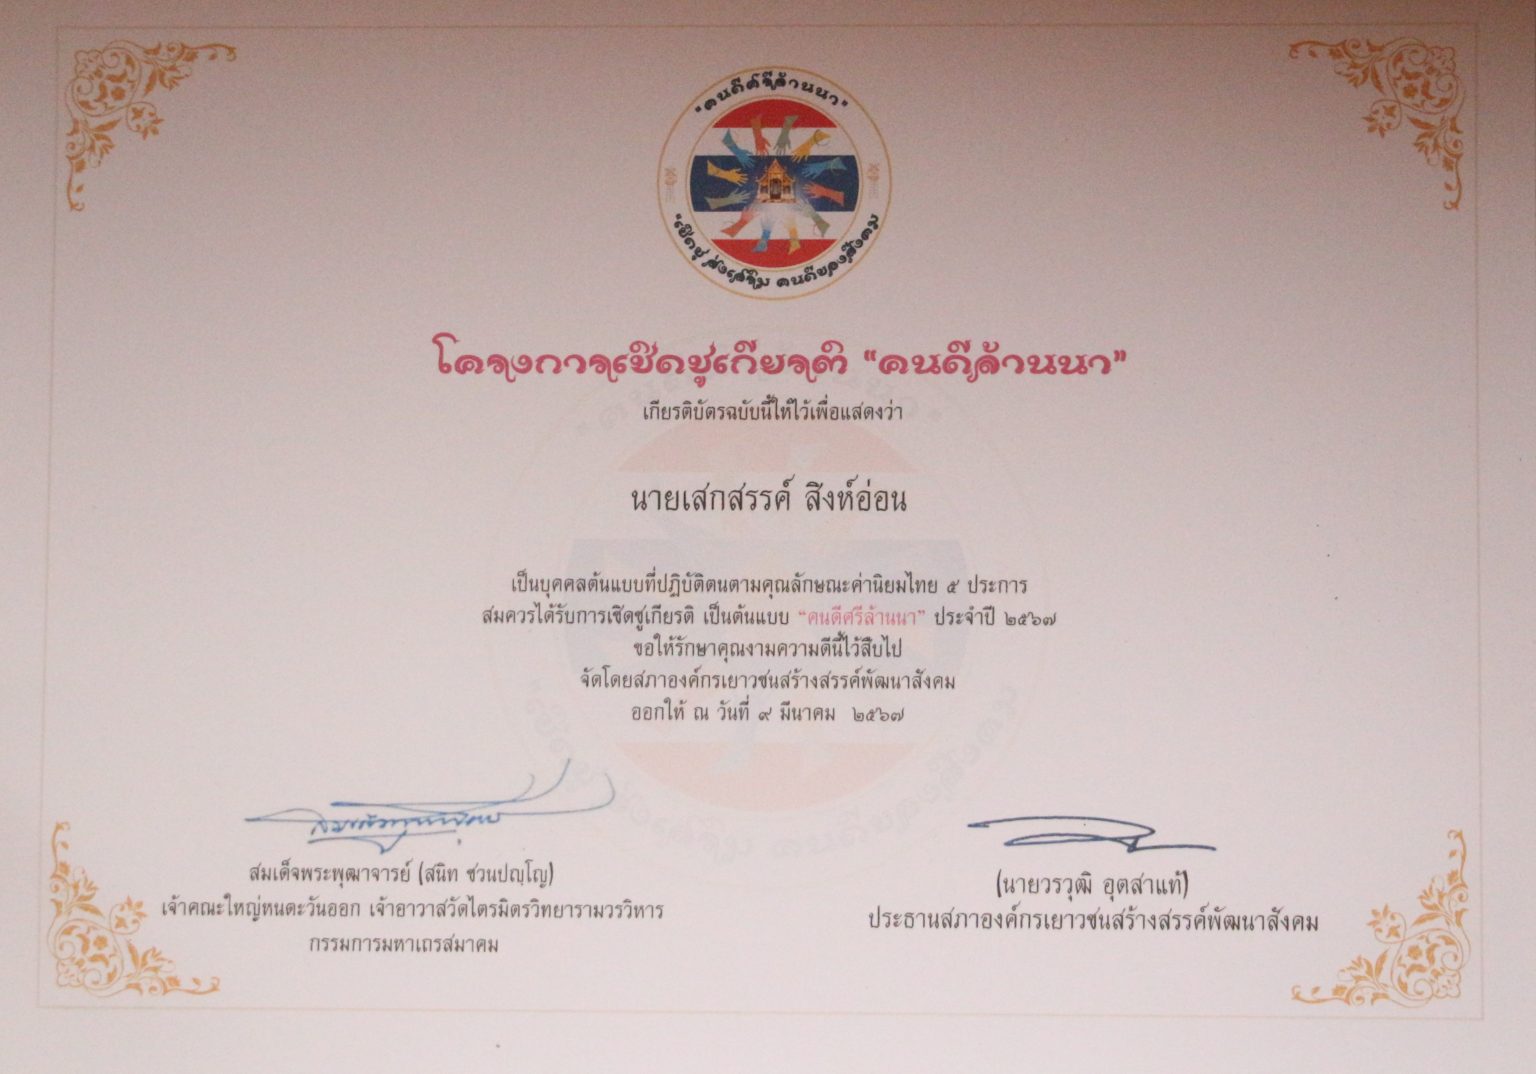 "คนดีศรีล้านนา"
"เชิดชู ส่งเสริม คนดีของสังคม
โครงการเชิดชูเกียรติ "คนดีล้านนา"
เกียรติบัตรฉบับนี้ให้ไว้เพื่อแสดงว่า
นายเสกสรรค์ สิงห์อ่อน
เป็นบุคคลต้นแบบที่ปฏิบัติตนตามคุณลักษณะค่านิยมไทย ๕ ประการ
สมควรได้รับการเชิดชูเกียรติ เป็นต้นแบบ "คนดีศรีล้านนา" ประจำปี ๒๕๖๗
ขอให้รักษาคุณงามความดีนี้ไว้สืบไป
จัดโดยสภาองค์กรเยาวชนสร้างสรรค์พัฒนาสังคม
ออกให้ ณ วันที่ ๙ มีนาคม ๒๕๖๗
สมเด็จพระพุฒาจารย์ (สนิท ชวนปญฺโญ)
เจ้าคณะใหญ่หนตะวันออก เจ้าอาวาสวัดไตรมิตรวิทยารามวรวิหาร
กรรมการมหาเถรสมาคม
(นายวรวุฒิ อุตสาแท้)
ประธานสภาองค์กรเยาวชนสร้างสรรค์พัฒนาสังคม